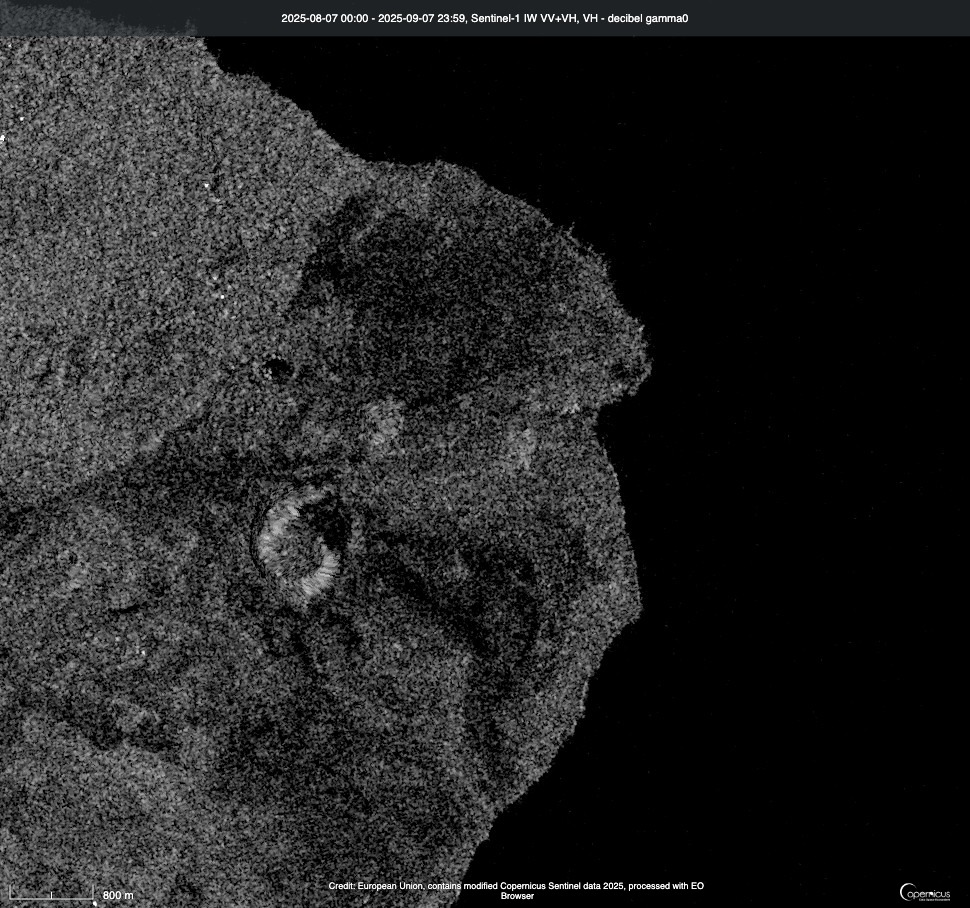 2025-08-07 00:00 - 2025-09-07 23:59, Sentinel-1 IW VV+VH, VH - decibel gamma0
800 m
Credit: European Union, contains modified Copernicus Sentinel data 2025, processed with EO
Browser
Copernicus